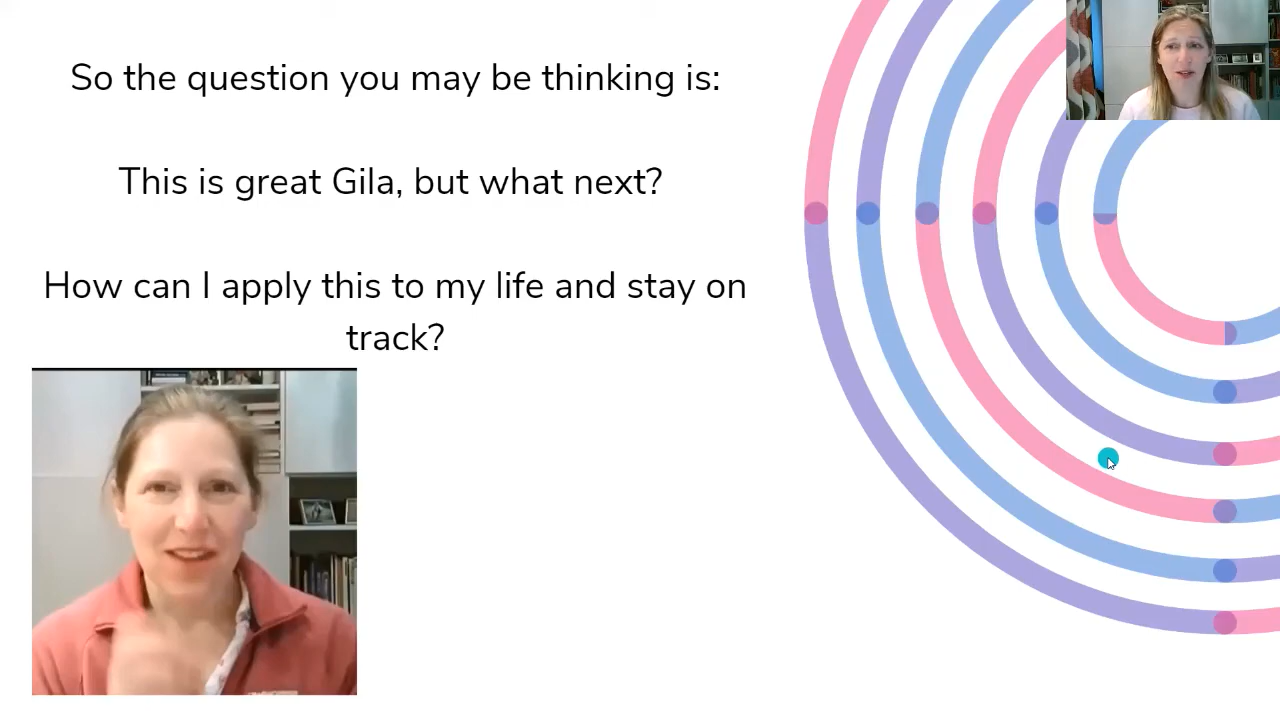 So the question you may be thinking is:
This is great Gila, but what next?
How can I apply this to my life and stay on
track?